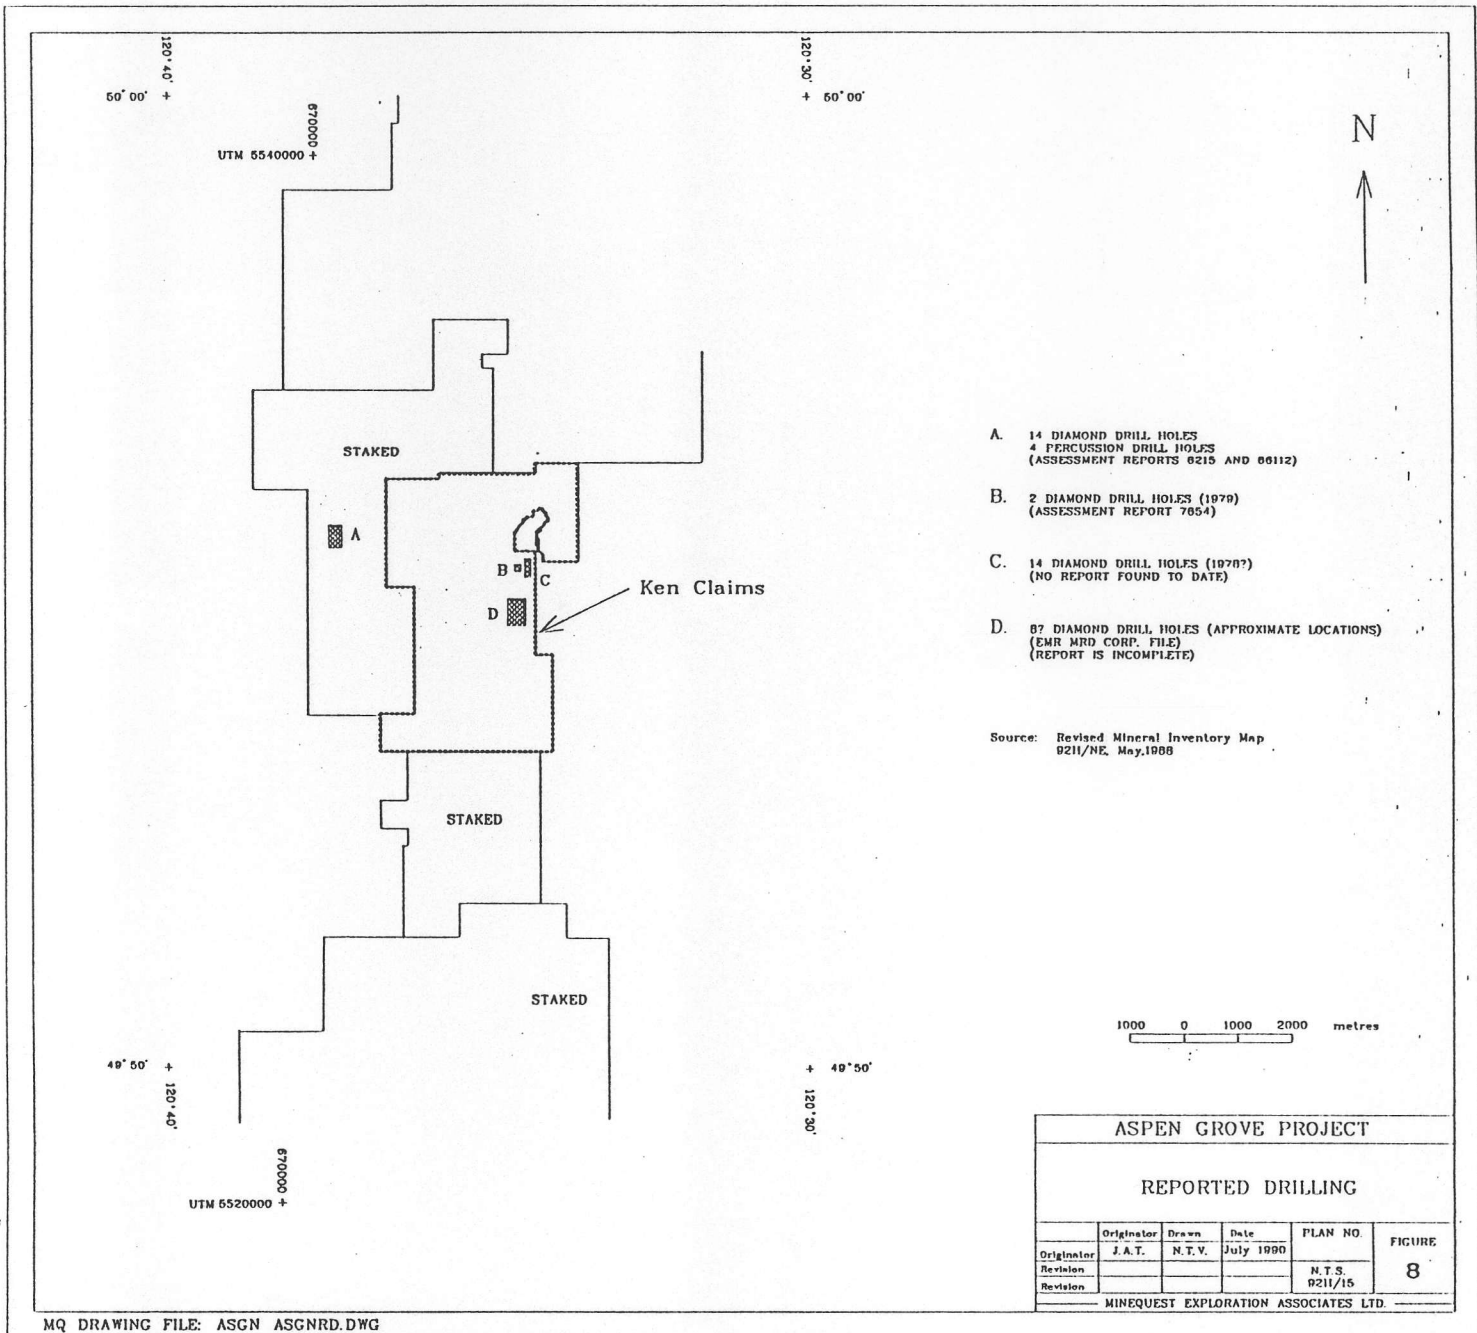 120°40'
120°30'
50°00' +
+ 50°00'
670000
UTM 5540000 +
N
STAKED
A
B
C
D
Ken Claims
A. 14 DIAMOND DRILL HOLES
4 PERCUSSION DRILL HOLES
(ASSESSMENT REPORTS 6215 AND
B. 2 DIAMOND DRILL HOLES (1979)
(ASSESSMENT REPORT 7654)
C. 14 DIAMOND DRILL HOLES (1978?)
(NO REPORT FOUND TO DATE)
D. DIAMOND DRILL HOLES (APPROXIMATE LOCATIONS)
(EMR MRD CORP. FILE)
(REPORT IS INCOMPLETE)
Source: Revised Mineral Inventory Map
92H/NE, May,1988
STAKED
STAKED
1000 0 1000 2000 metres
49°50' +
+ 49°50'
120°40'
120°30'
670000
UTM 5520000 +
ASPEN GROVE PROJECT
REPORTED DRILLING
Originator Drawn Date PLAN NO. FIGURE
Originator J.A.T. N.T.V. July 1990
Revision N.T.S. 8
Revision 92H/15
MINEQUEST EXPLORATION ASSOCIATES LTD.
MQ DRAWING FILE: ASGN ASGNRD.DWG